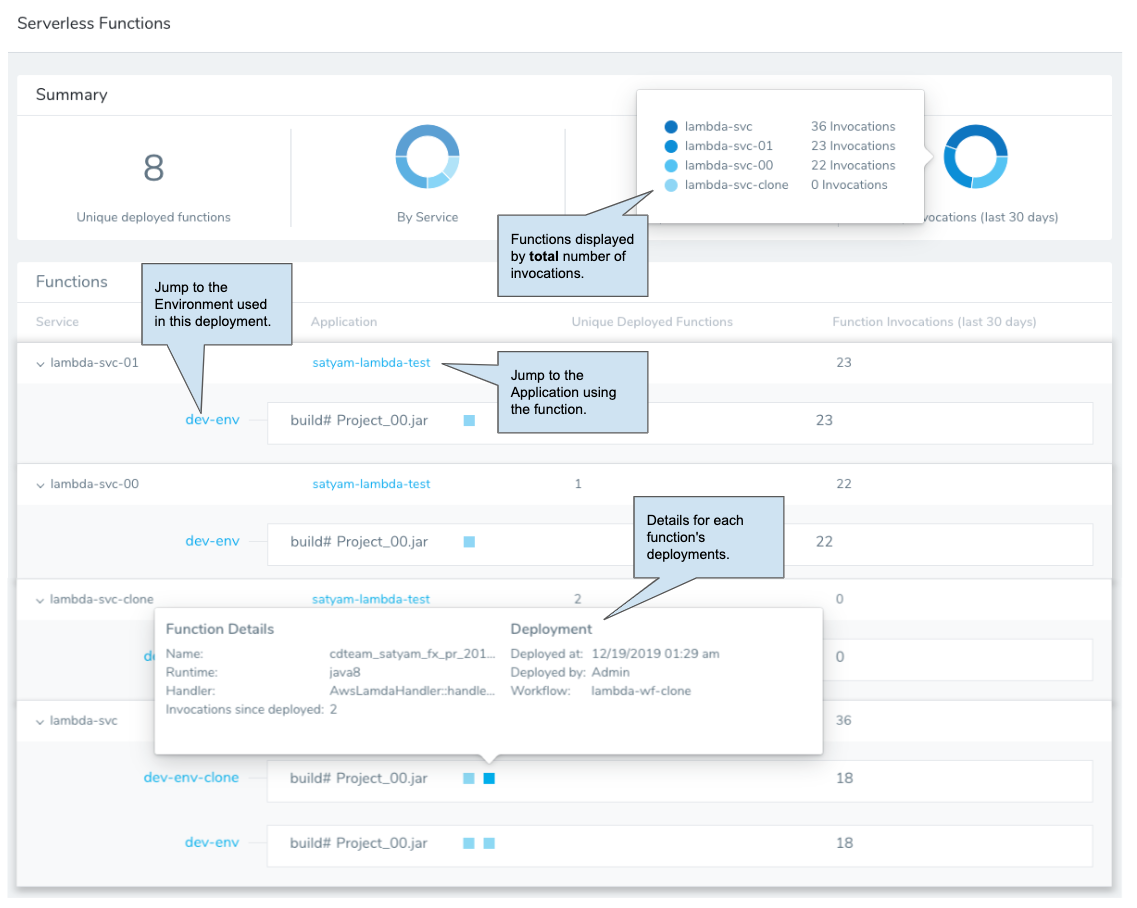 Serverless Functions
Summary
8
Unique deployed functions
By Service
lambda-svc 36 Invocations
lambda-svc-01 23 Invocations
lambda-svc-00 22 Invocations
lambda-svc-clone 0 Invocations
(last 30 days)
Functions displayed
by total number of
invocations.
Functions
Jump to the
Environment used
in this deployment.
Service Application Unique Deployed Functions Function Invocations (last 30 days)
lambda-svc-01 satyam-lambda-test 23
Jump to the
Application using
the function.
dev-env build# Project_00.jar 23
lambda-svc-00 satyam-lambda-test 1 22
Details for each
function's
deployments.
dev-env build# Project_00.jar 22
lambda-svc-clone satyam-lambda-test 2 0
Function Details Deployment
Name: cdteam_satyam_fx_pr_201... Deployed at: 12/19/2019 01:29 am
Runtime: java8 Deployed by: Admin
Handler: AwsLamdaHandler::handle... Workflow: lambda-wf-clone
Invocations since deployed: 2
0
lambda-svc 36
dev-env-clone build# Project_00.jar 18
dev-env build# Project_00.jar 18